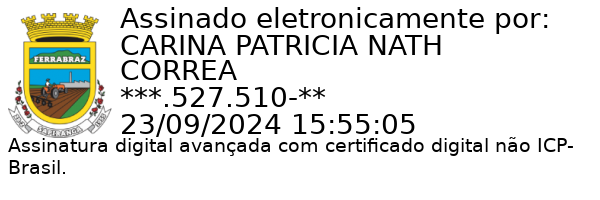 Assinado eletronicamente por:
CARINA PATRICIA NATH
CORREA
***.527.510-**
23/09/2024 15:55:05
Assinatura digital avançada com certificado digital não ICP-
Brasil.
FERRABRAZ
SAPIRANGA